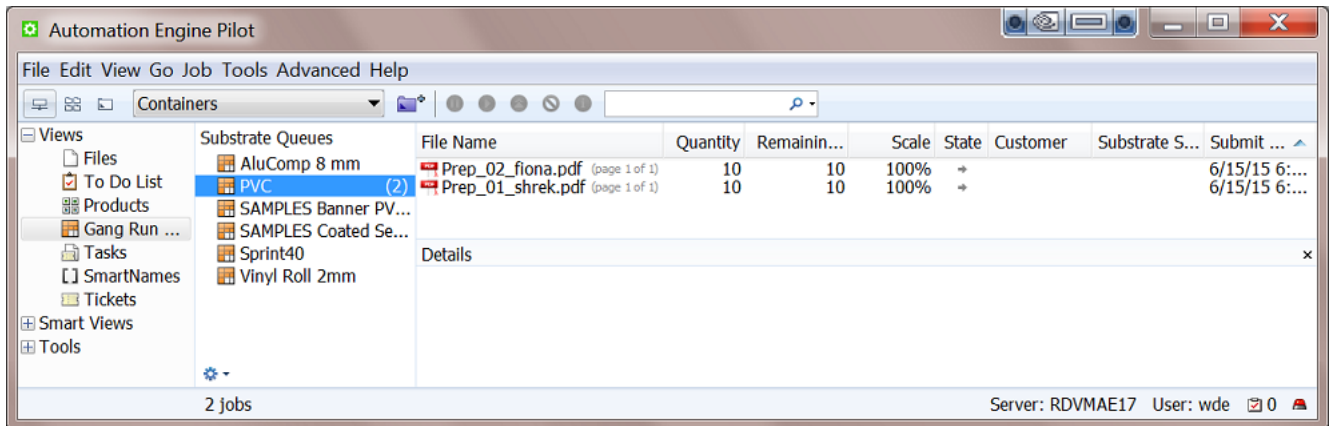 Automation Engine Pilot
File Edit View Go Job Tools Advanced Help
Containers
Views
Files
To Do List
Products
Gang Run ...
Tasks
SmartNames
Tickets
Smart Views
Tools
Substrate Queues
AluComp 8 mm
PVC (2)
SAMPLES Banner PV...
SAMPLES Coated Se...
Sprint40
Vinyl Roll 2mm
File Name Quantity Remainin... Scale State Customer Substrate S... Submit ...
Prep_02_fiona.pdf (page 1 of 1) 10 10 100% 6/15/15 6:...
Prep_01_shrek.pdf (page 1 of 1) 10 10 100% 6/15/15 6:...
Details
2 jobs
Server: RDVMAE17 User: wde 0